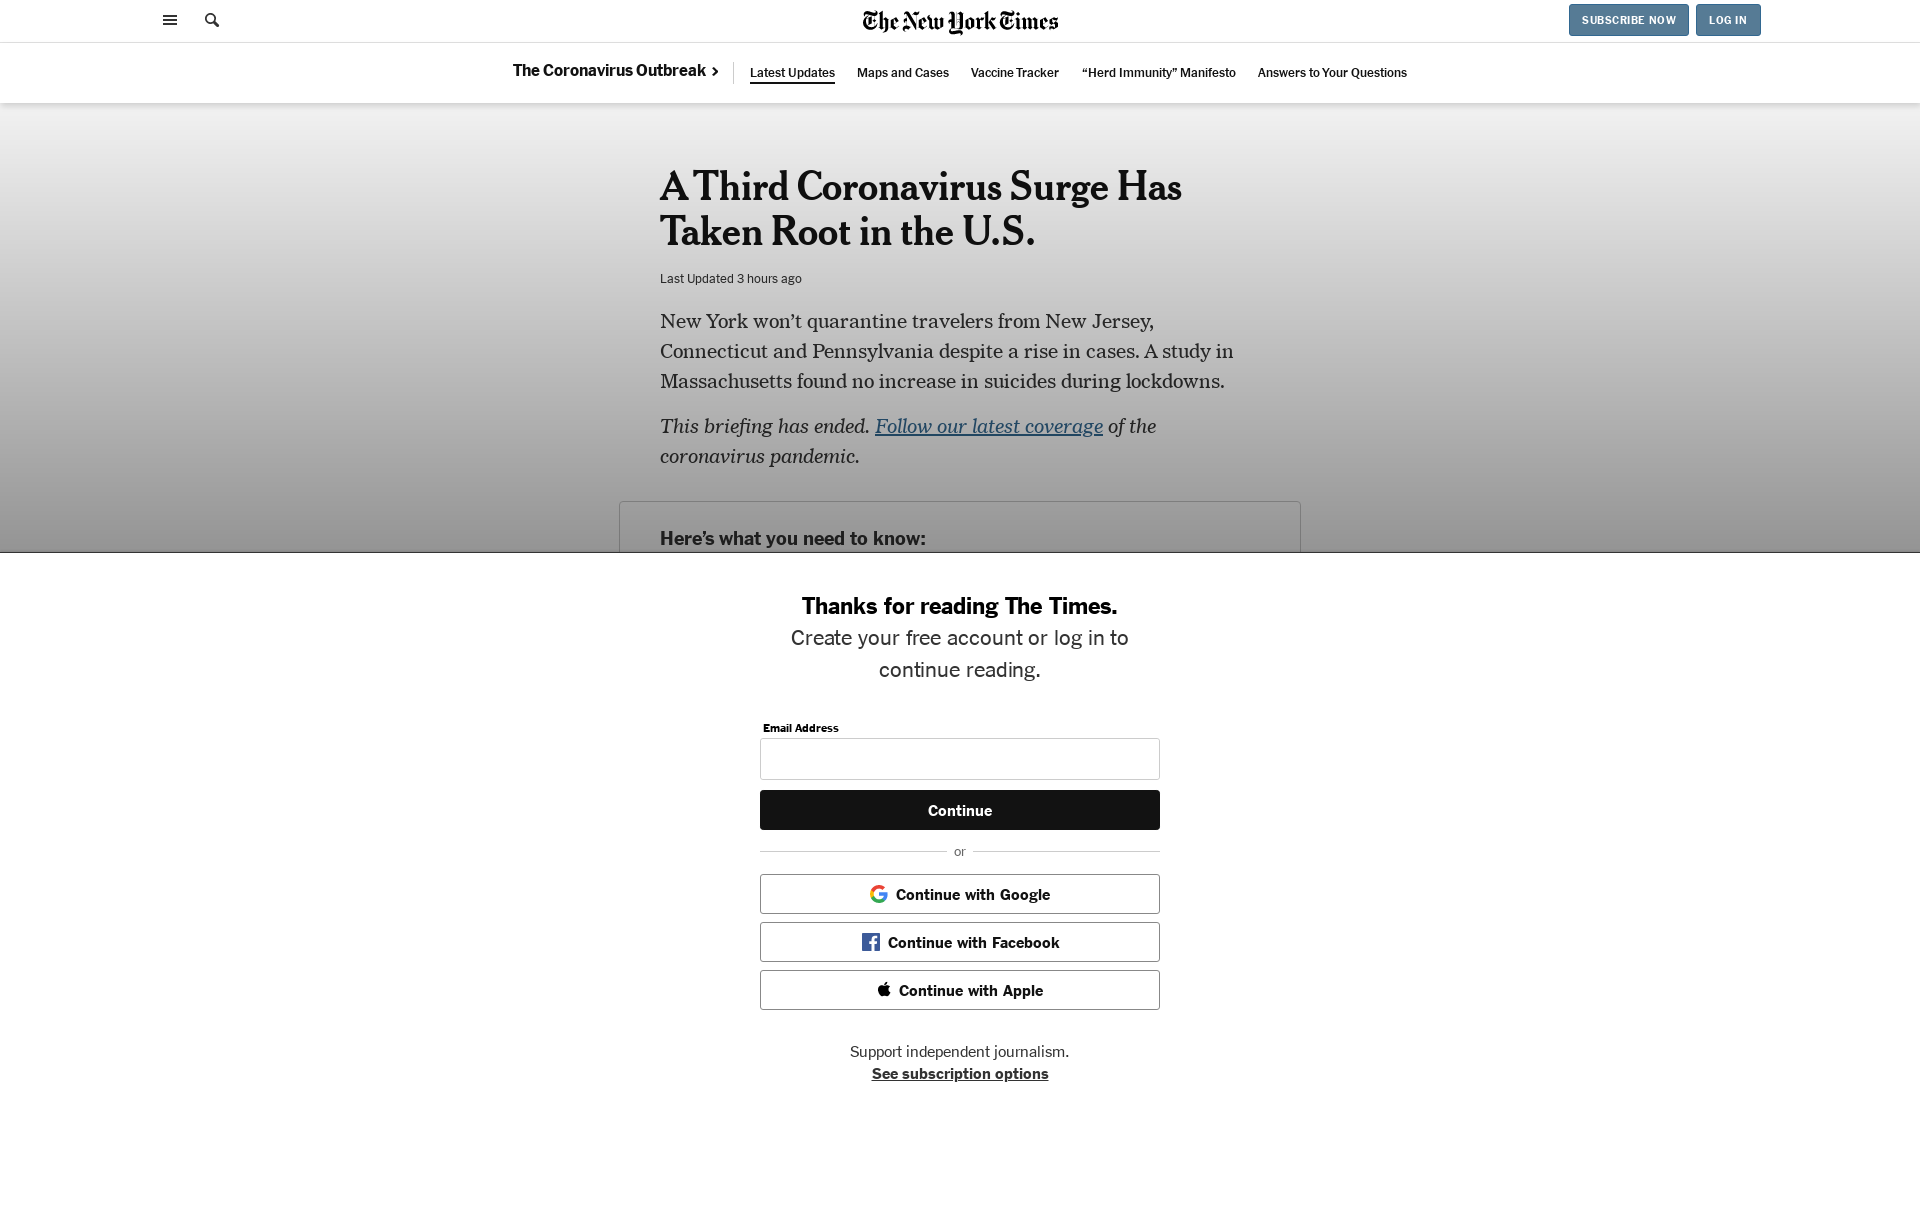 The New York Times
SUBSCRIBE NOW
LOG IN
The Coronavirus Outbreak
Latest Updates
Maps and Cases
Vaccine Tracker
“Herd Immunity” Manifesto
Answers to Your Questions
A Third Coronavirus Surge Has
Taken Root in the U.S.
Last Updated 3 hours ago
New York won’t quarantine travelers from New Jersey,
Connecticut and Pennsylvania despite a rise in cases. A study in
Massachusetts found no increase in suicides during lockdowns.
This briefing has ended. Follow our latest coverage of the
coronavirus pandemic.
Here’s what you need to know:
Thanks for reading The Times.
Create your free account or log in to
continue reading.
Email Address
Continue
or
Continue with Google
Continue with Facebook
Continue with Apple
Support independent journalism.
See subscription options